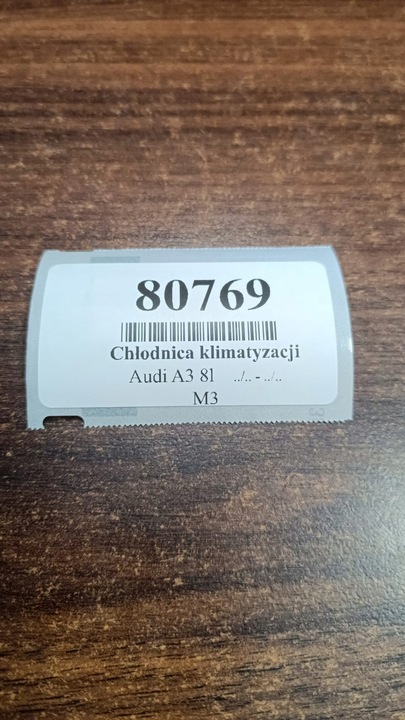 80769
Chłodnica klimatyzacji
Audi A3 8l ../.. - ../..
M3